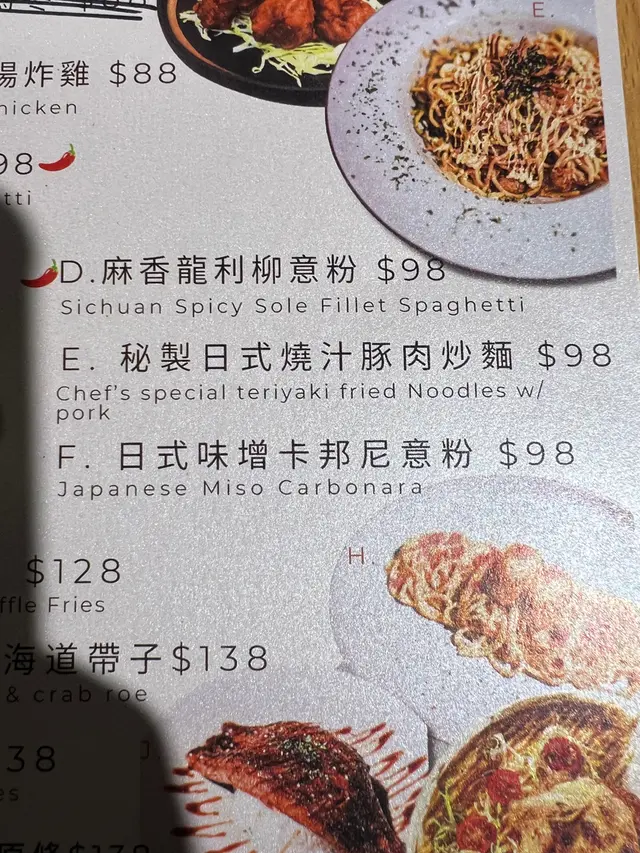 E.
揚炸雞 $88
hicken
98
tti
D.麻香龍利柳意粉 $98
Sichuan Spicy Sole Fillet Spaghetti
E. 秘製日式燒汁豚肉炒麵 $98
Chef's special teriyaki fried Noodles w/
pork
F. 日式味增卡邦尼意粉 $98
Japanese Miso Carbonara
H.
$128
ffle Fries
海道帶子$138
& crab roe
J.
38
es
$138